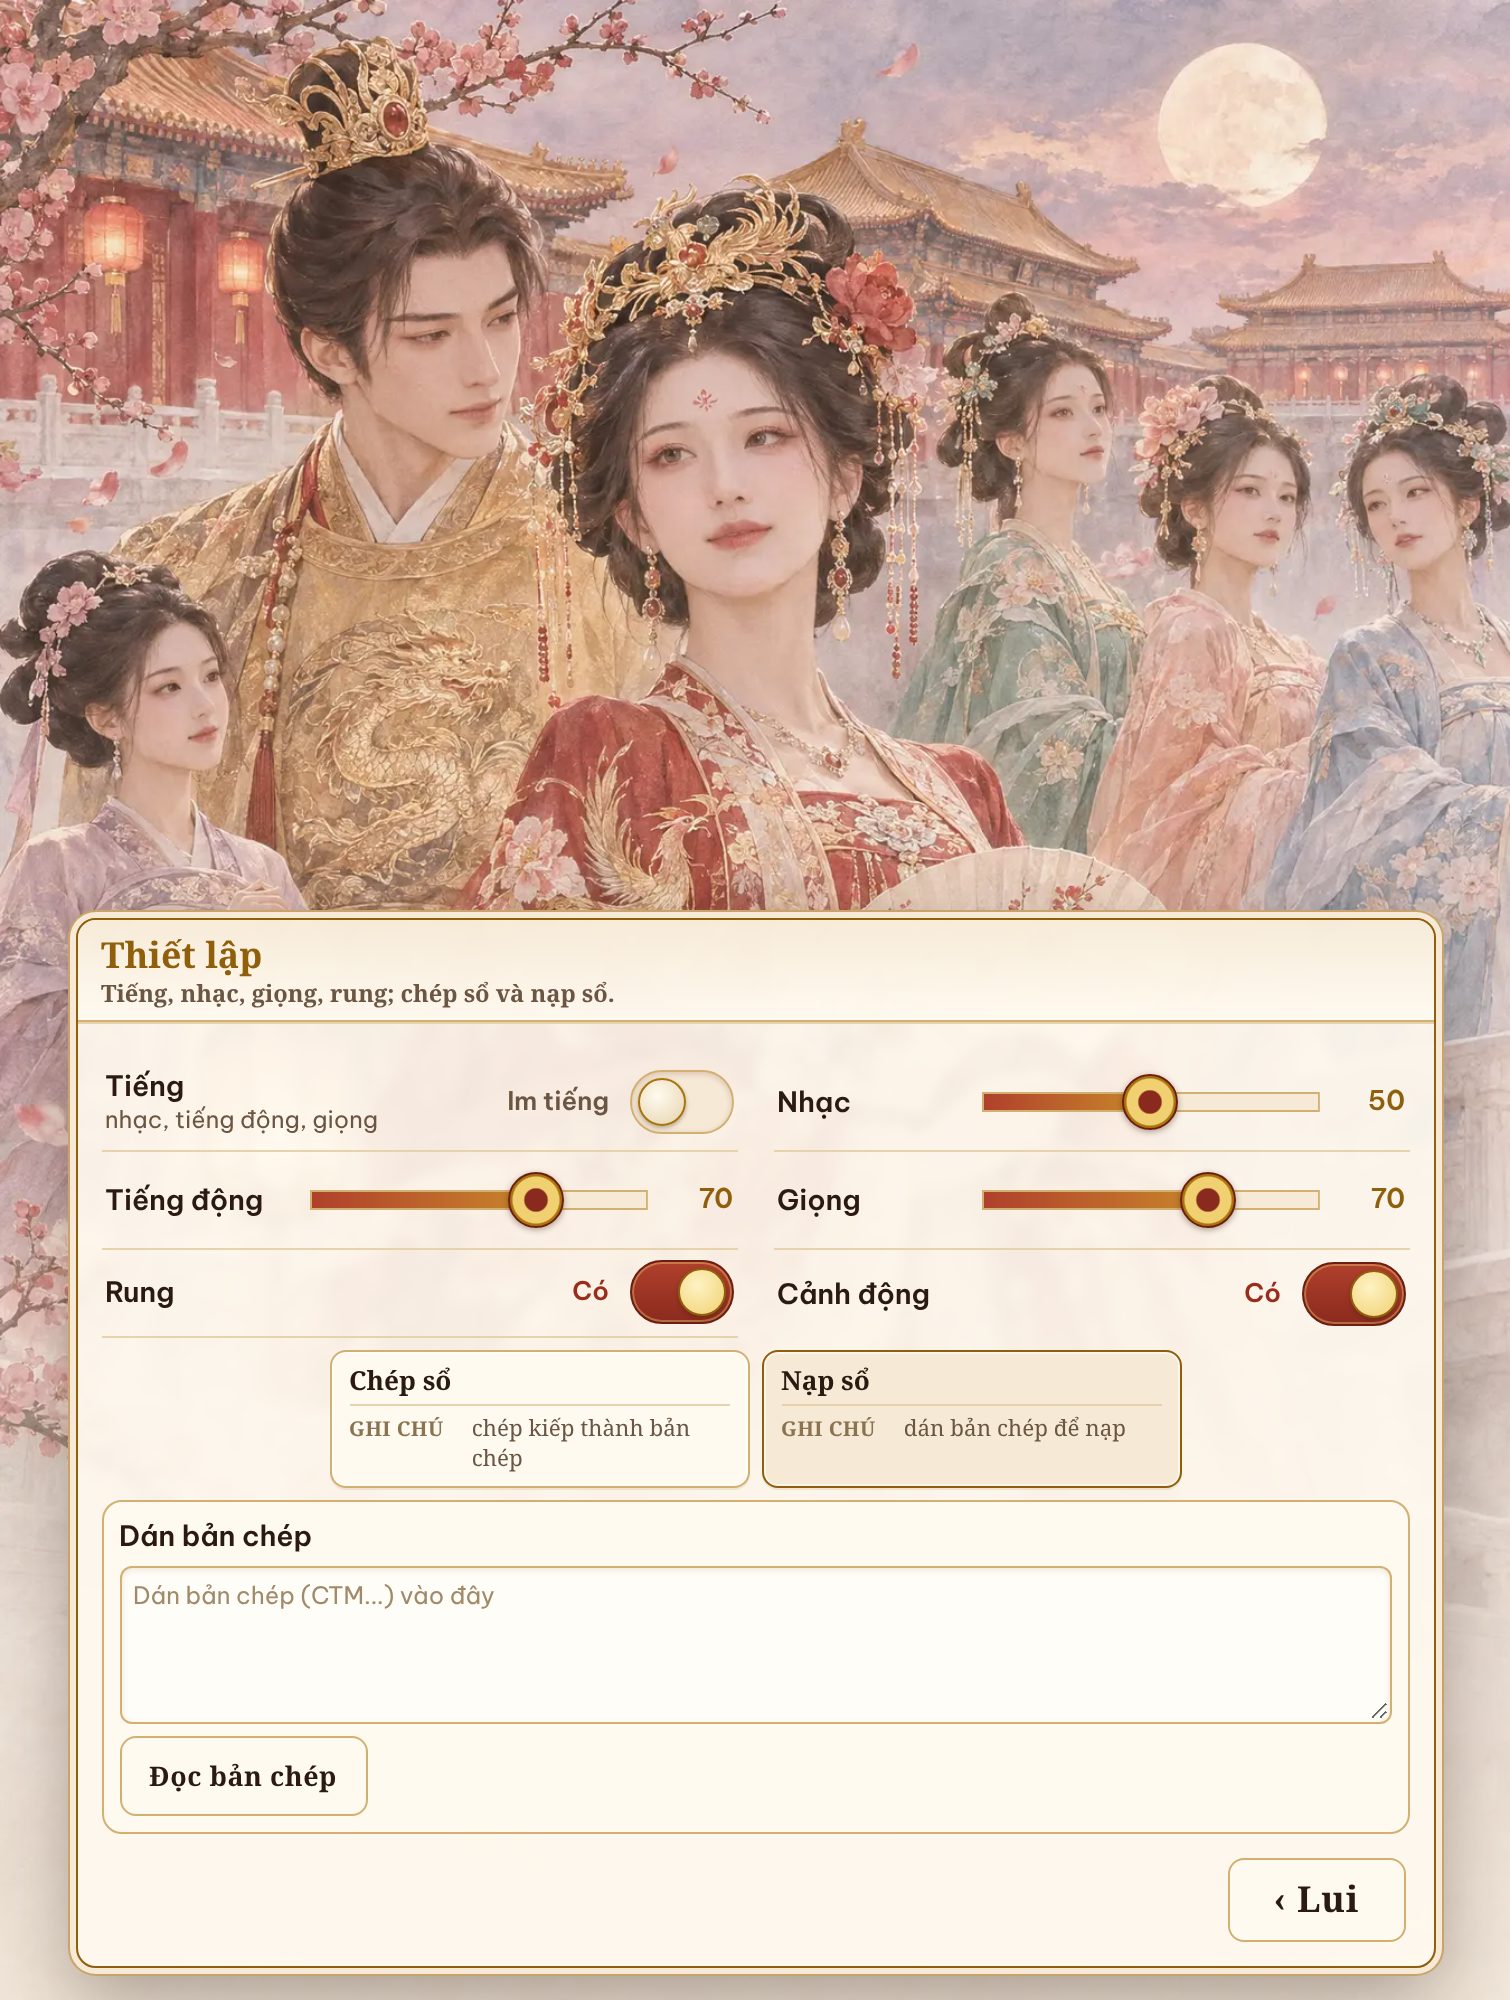 Thiết lập
Tiếng, nhạc, giọng, rung; chép sổ và nạp sổ.
Tiếng
nhạc, tiếng động, giọng
Im tiếng
Nhạc
50
Tiếng động
70
Giọng
70
Rung
Có
Cảnh động
Có
Chép sổ
GHI CHÚ chép kiếp thành bản
chép
Nạp sổ
GHI CHÚ dán bản chép để nạp
Dán bản chép
Dán bản chép (CTM...) vào đây
Đọc bản chép
‹ Lui